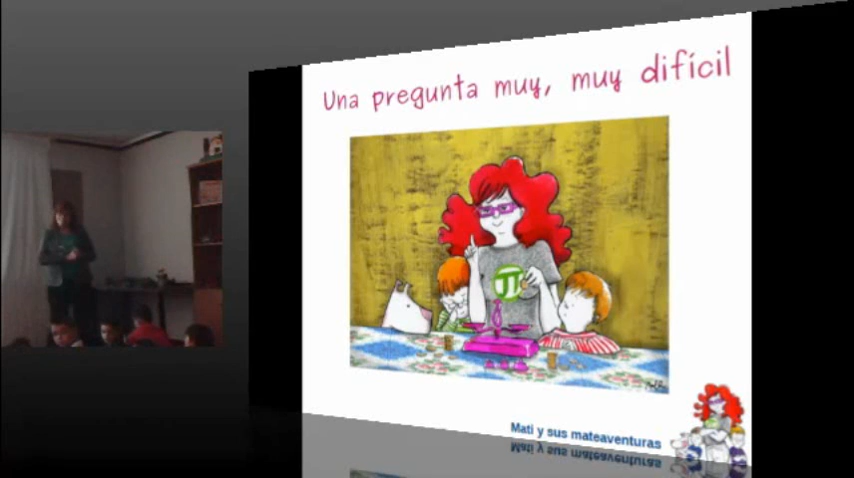 Una pregunta muy, muy difícil
π
Mati y sus mateaventuras